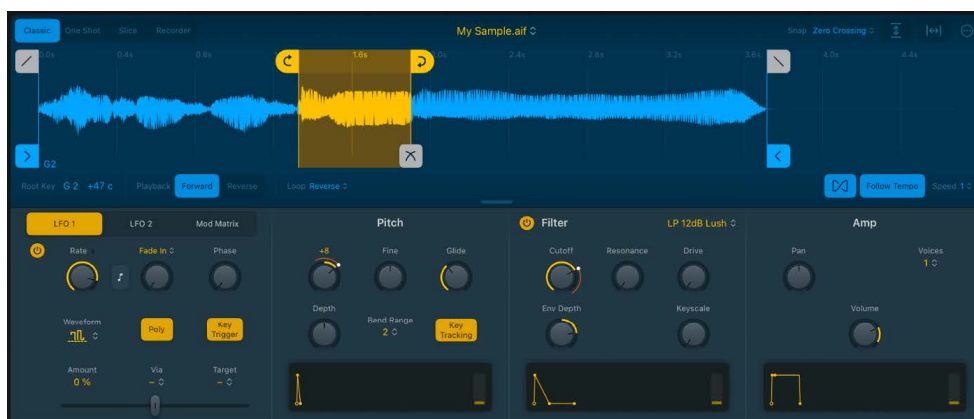 Classic One Shot Slice Recorder My Sample.aif Snap Zero Crossing
0.0s 0.4s 0.8s 1.6s 2.0s 2.4s 2.8s 3.2s 3.6s 4.0s 4.4s
G2
Root Key G 2 +47 c Playback Forward Reverse Loop Reverse Follow Tempo Speed 1
LFO 1 LFO 2 Mod Matrix Pitch Filter LP 12dB Lush Amp
Rate Fade In Phase +8 Fine Glide Cutoff Resonance Drive Pan Voices
1
Depth Env Depth Keyscale Volume
Waveform Poly Key Trigger Bend Range Key Tracking
2
Amount Via Target
0 % – –